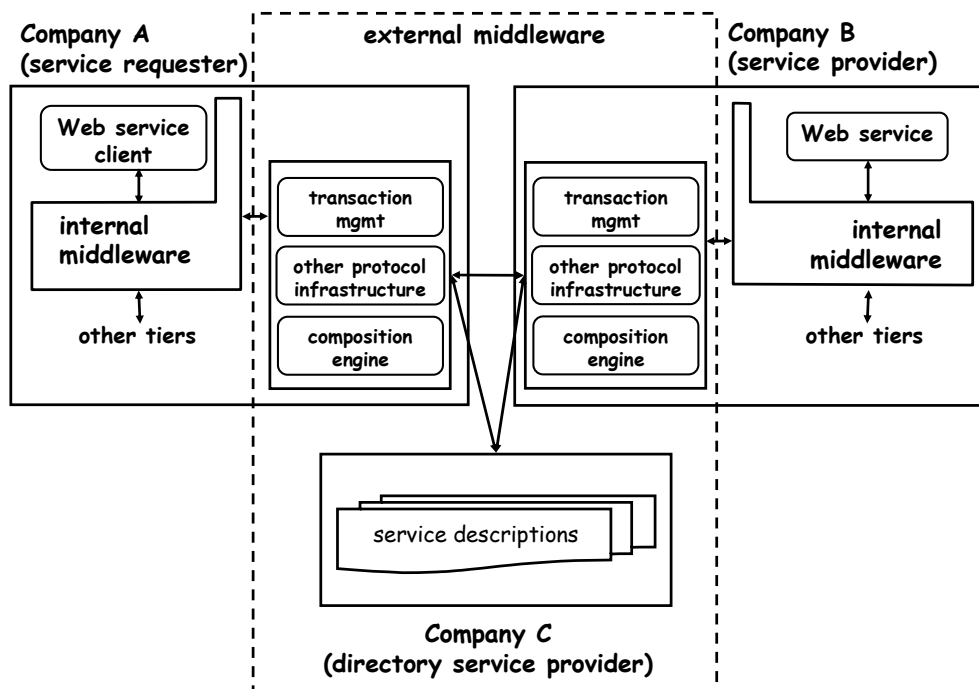 Company A
(service requester)
external middleware
Company B
(service provider)
Web service
client
internal
middleware
other tiers
transaction
mgmt
other protocol
infrastructure
composition
engine
transaction
mgmt
other protocol
infrastructure
composition
engine
Web service
internal
middleware
other tiers
service descriptions
Company C
(directory service provider)